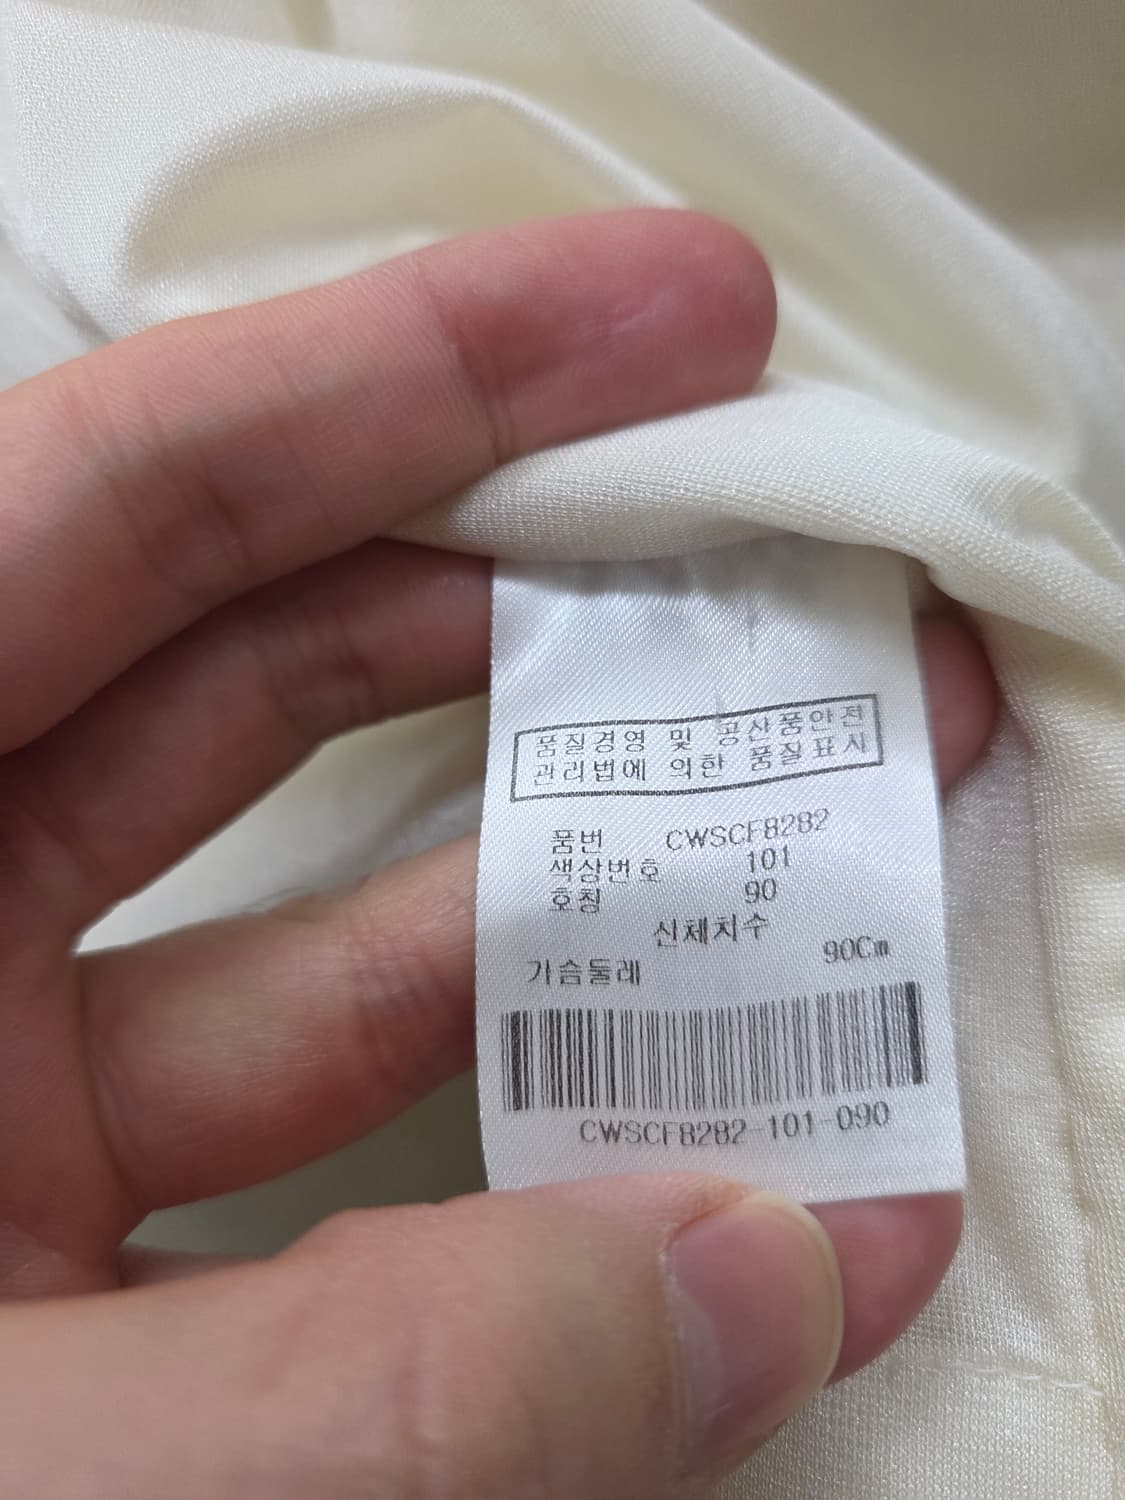 품질경영 및 공산품안전
관리법에 의한 품질표시
품번 CWSCF8282
색상번호 101
호칭 90
신체치수
가슴둘레 90Cm
CWSCF8282-101-090